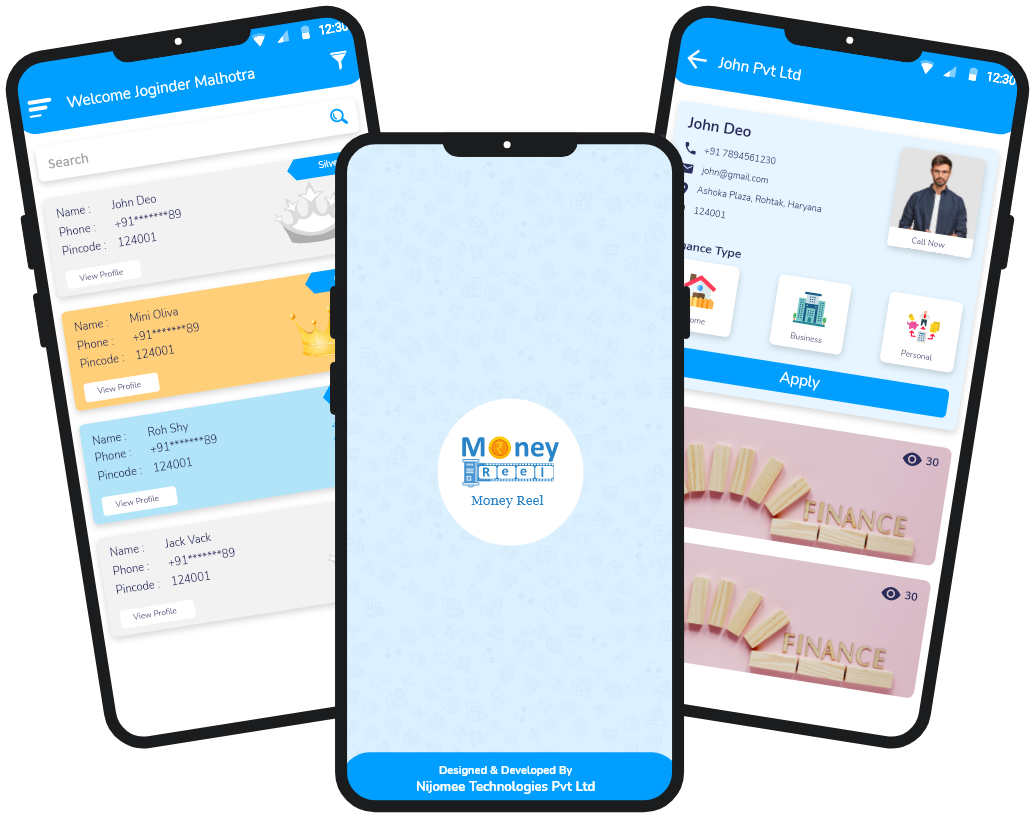 12:30
Welcome Joginder Malhotra
Search
Silve
Name : John Deo
Phone : +91*******89
Pincode : 124001
View Profile
Name : Mini Oliva
Phone : +91*******89
Pincode : 124001
View Profile
Name : Roh Shy
Phone : +91*******89
Pincode : 124001
View Profile
Name : Jack Vack
Phone : +91*******89
Pincode : 124001
View Profile
Money
Reel
Money Reel
Designed & Developed By
Nijomee Technologies Pvt Ltd
12:30
John Pvt Ltd
John Deo
+91 7894561230
john@gmail.com
Ashoka Plaza, Rohtak, Haryana
124001
Call Now
nance Type
ome
Business
Personal
Apply
30
FINANCE
30
FINANCE